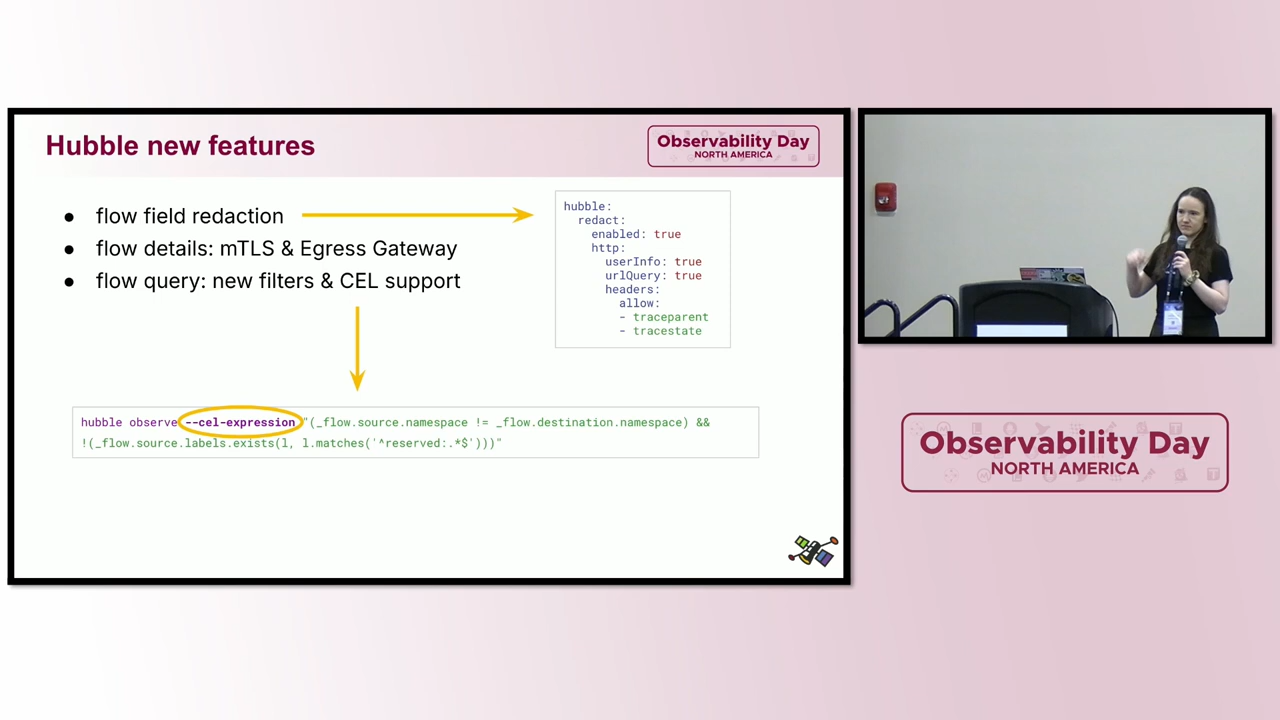 Hubble new features
Observability Day
NORTH AMERICA
● flow field redaction
● flow details: mTLS & Egress Gateway
● flow query: new filters & CEL support
hubble:
  redact:
    enabled: true
    http:
      userInfo: true
      urlQuery: true
      headers:
        allow:
        - traceparent
        - tracestate
hubble observe --cel-expression "(_flow.source.namespace != _flow.destination.namespace) &&
!(_flow.source.labels.exists(l, l.matches('^reserved:.*$')))"
Observability Day
NORTH AMERICA